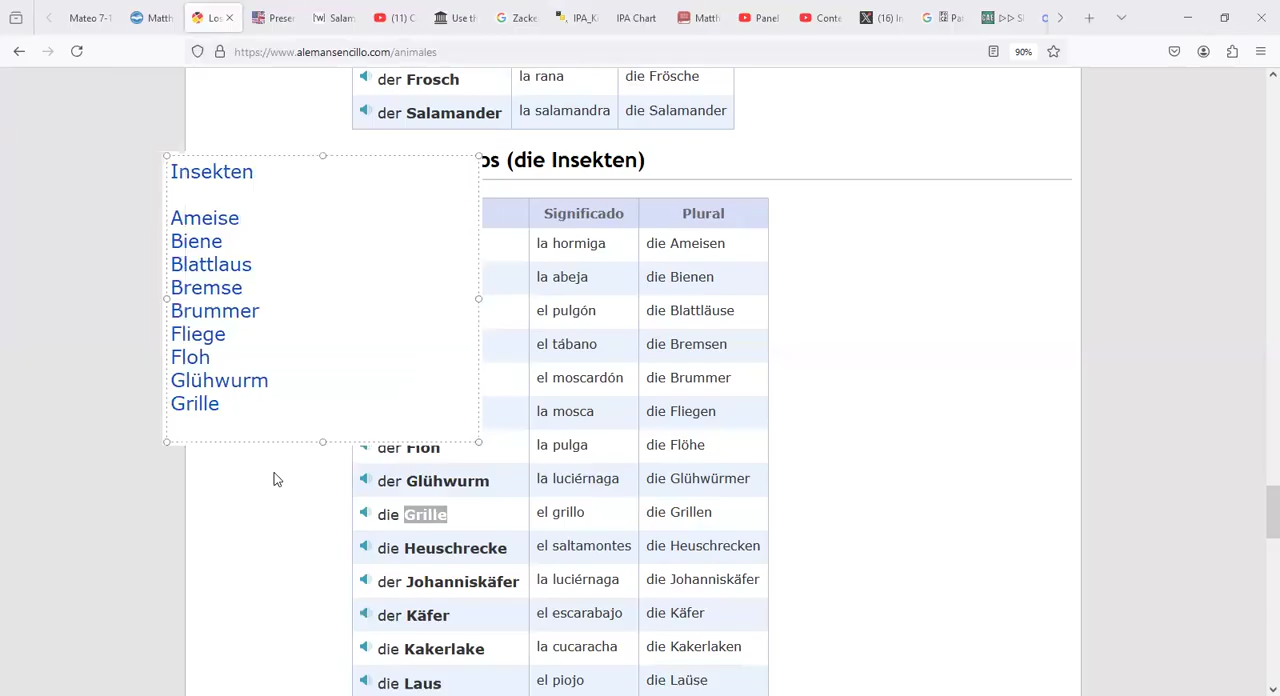 Mateo 7-1
Matth
Los
Preser
Salam
(11) C
Use th
Zacke
IPA_Ki
IPA Chart
Matth
Panel
Conte
(16) In
Pat
https://www.alemansencillo.com/animales
90%
der Frosch la rana die Frösche
der Salamander la salamandra die Salamander
os (die Insekten)
Insekten
Ameise
Biene
Blattlaus
Bremse
Brummer
Fliege
Floh
Glühwurm
Grille
Significado Plural
la hormiga die Ameisen
la abeja die Bienen
el pulgón die Blattläuse
el tábano die Bremsen
el moscardón die Brummer
la mosca die Fliegen
der Floh la pulga die Flöhe
der Glühwurm la luciérnaga die Glühwürmer
die Grille el grillo die Grillen
die Heuschrecke el saltamontes die Heuschrecken
der Johanniskäfer la luciérnaga die Johanniskäfer
der Käfer el escarabajo die Käfer
die Kakerlake la cucaracha die Kakerlaken
die Laus el piojo die Laüse